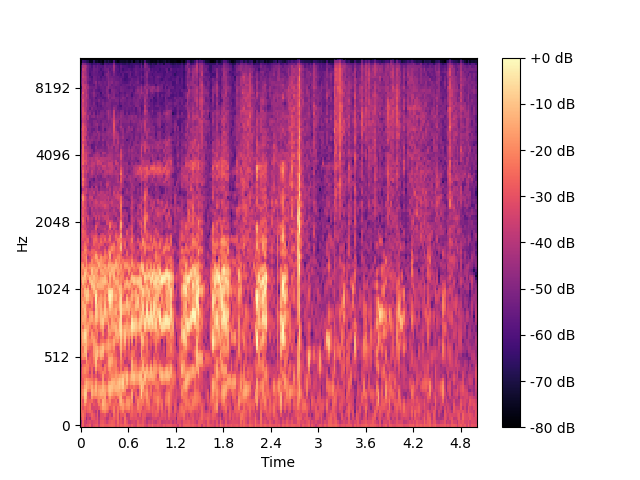 +0 dB
8192
-10 dB
4096
-20 dB
-30 dB
2048
-40 dB
Hz
1024
-50 dB
512
-60 dB
-70 dB
0
-80 dB
0 0.6 1.2 1.8 2.4 3 3.6 4.2 4.8
Time